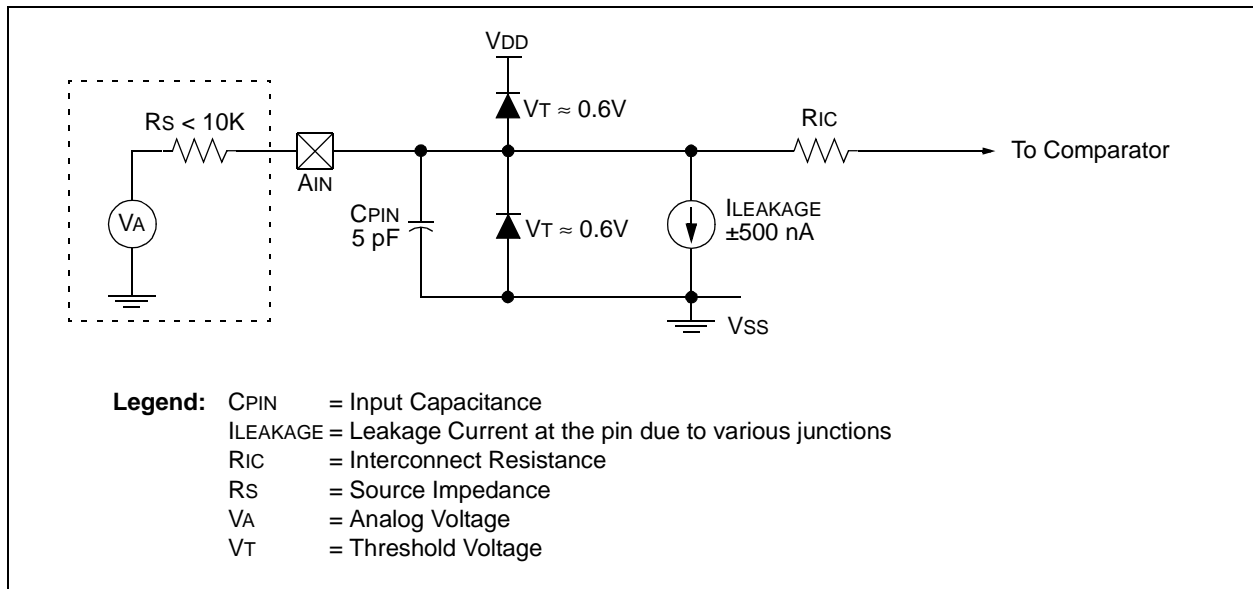 VDD
VT ≈ 0.6V
RS < 10K
RIC
To Comparator
AIN
VA
CPIN
5 pF
VT ≈ 0.6V
ILEAKAGE
±500 nA
VSS
Legend: CPIN = Input Capacitance
ILEAKAGE = Leakage Current at the pin due to various junctions
RIC = Interconnect Resistance
RS = Source Impedance
VA = Analog Voltage
VT = Threshold Voltage